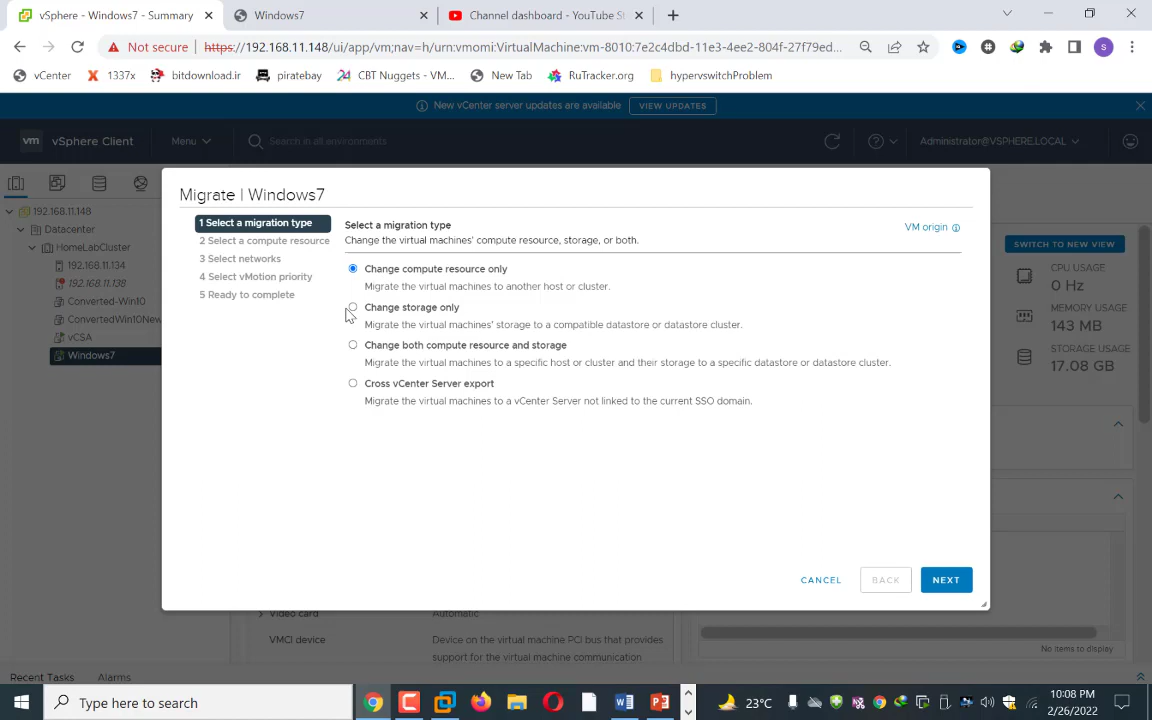 vSphere - Windows7 - Summary
Windows7
Channel dashboard - YouTube St
Not secure
https://192.168.11.148/ui/app/vm;nav=h/urn:vmomi:VirtualMachine:vm-8010:7e2c4dbd-11e3-4ee2-804f-27f79ed...
S
vCenter
1337x
bitdownload.ir
piratebay
CBT Nuggets - VM...
New Tab
RuTracker.org
hypervswitchProblem
New vCenter server updates are available
VIEW UPDATES
vm
vSphere Client
Menu
Search in all environments
Administrator@VSPHERE.LOCAL
192.168.11.148
Datacenter
HomeLabCluster
192.168.11.134
192.168.11.138
Converted-Win10
ConvertedWin10New
vCSA
Windows7
Migrate | Windows7
1 Select a migration type
2 Select a compute resource
3 Select networks
4 Select vMotion priority
5 Ready to complete
Select a migration type
Change the virtual machines' compute resource, storage, or both.
VM origin
Change compute resource only
Migrate the virtual machines to another host or cluster.
Change storage only
Migrate the virtual machines' storage to a compatible datastore or datastore cluster.
Change both compute resource and storage
Migrate the virtual machines to a specific host or cluster and their storage to a specific datastore or datastore cluster.
Cross vCenter Server export
Migrate the virtual machines to a vCenter Server not linked to the current SSO domain.
CANCEL
BACK
NEXT
SWITCH TO NEW VIEW
CPU USAGE
0 Hz
MEMORY USAGE
143 MB
STORAGE USAGE
17.08 GB
Video card
Automatic
VMCI device
Device on the virtual machine PCI bus that provides
support for the virtual machine communication
No items to display
Recent Tasks
Alarms
Type here to search
23°C
10:08 PM
2/26/2022